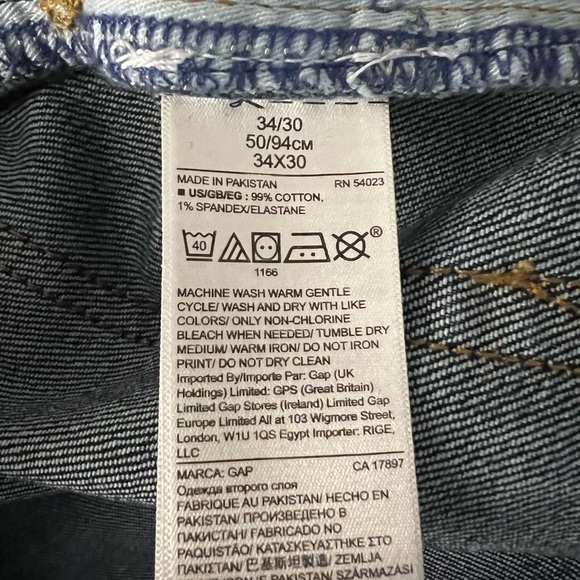 34/30
50/94CM
34X30
MADE IN PAKISTAN RN 54023
■ US/GB/EG : 99% COTTON,
1% SPANDEX/ELASTANE
40 ®
1166
MACHINE WASH WARM GENTLE
CYCLE/ WASH AND DRY WITH LIKE
COLORS/ ONLY NON-CHLORINE
BLEACH WHEN NEEDED/ TUMBLE DRY
MEDIUM/ WARM IRON/ DO NOT IRON
PRINT/ DO NOT DRY CLEAN
Imported By/Importe Par: Gap (UK
Holdings) Limited: GPS (Great Britain)
Limited Gap Stores (Ireland) Limited Gap
Europe Limited All at 103 Wigmore Street,
London, W1U 1QS Egypt Importer: RIGE,
LLC
MARCA: GAP CA 17897
Одежда второго слоя
FABRIQUE AU PAKISTAN/ HECHO EN
PAKISTAN/ ПРОИЗВЕДЕНО В
ПАКИСТАН/ FABRICADO NO
PAQUISTÃO/ ΚΑΤΑΣΚΕΥΑΣΤΗΚΕ ΣΤΟ
ΠΑΚΙΣΤΑΝ/ 巴基斯坦製造/ ZEMLJA
PAKISTAN/ SZÁRMAZÁSI